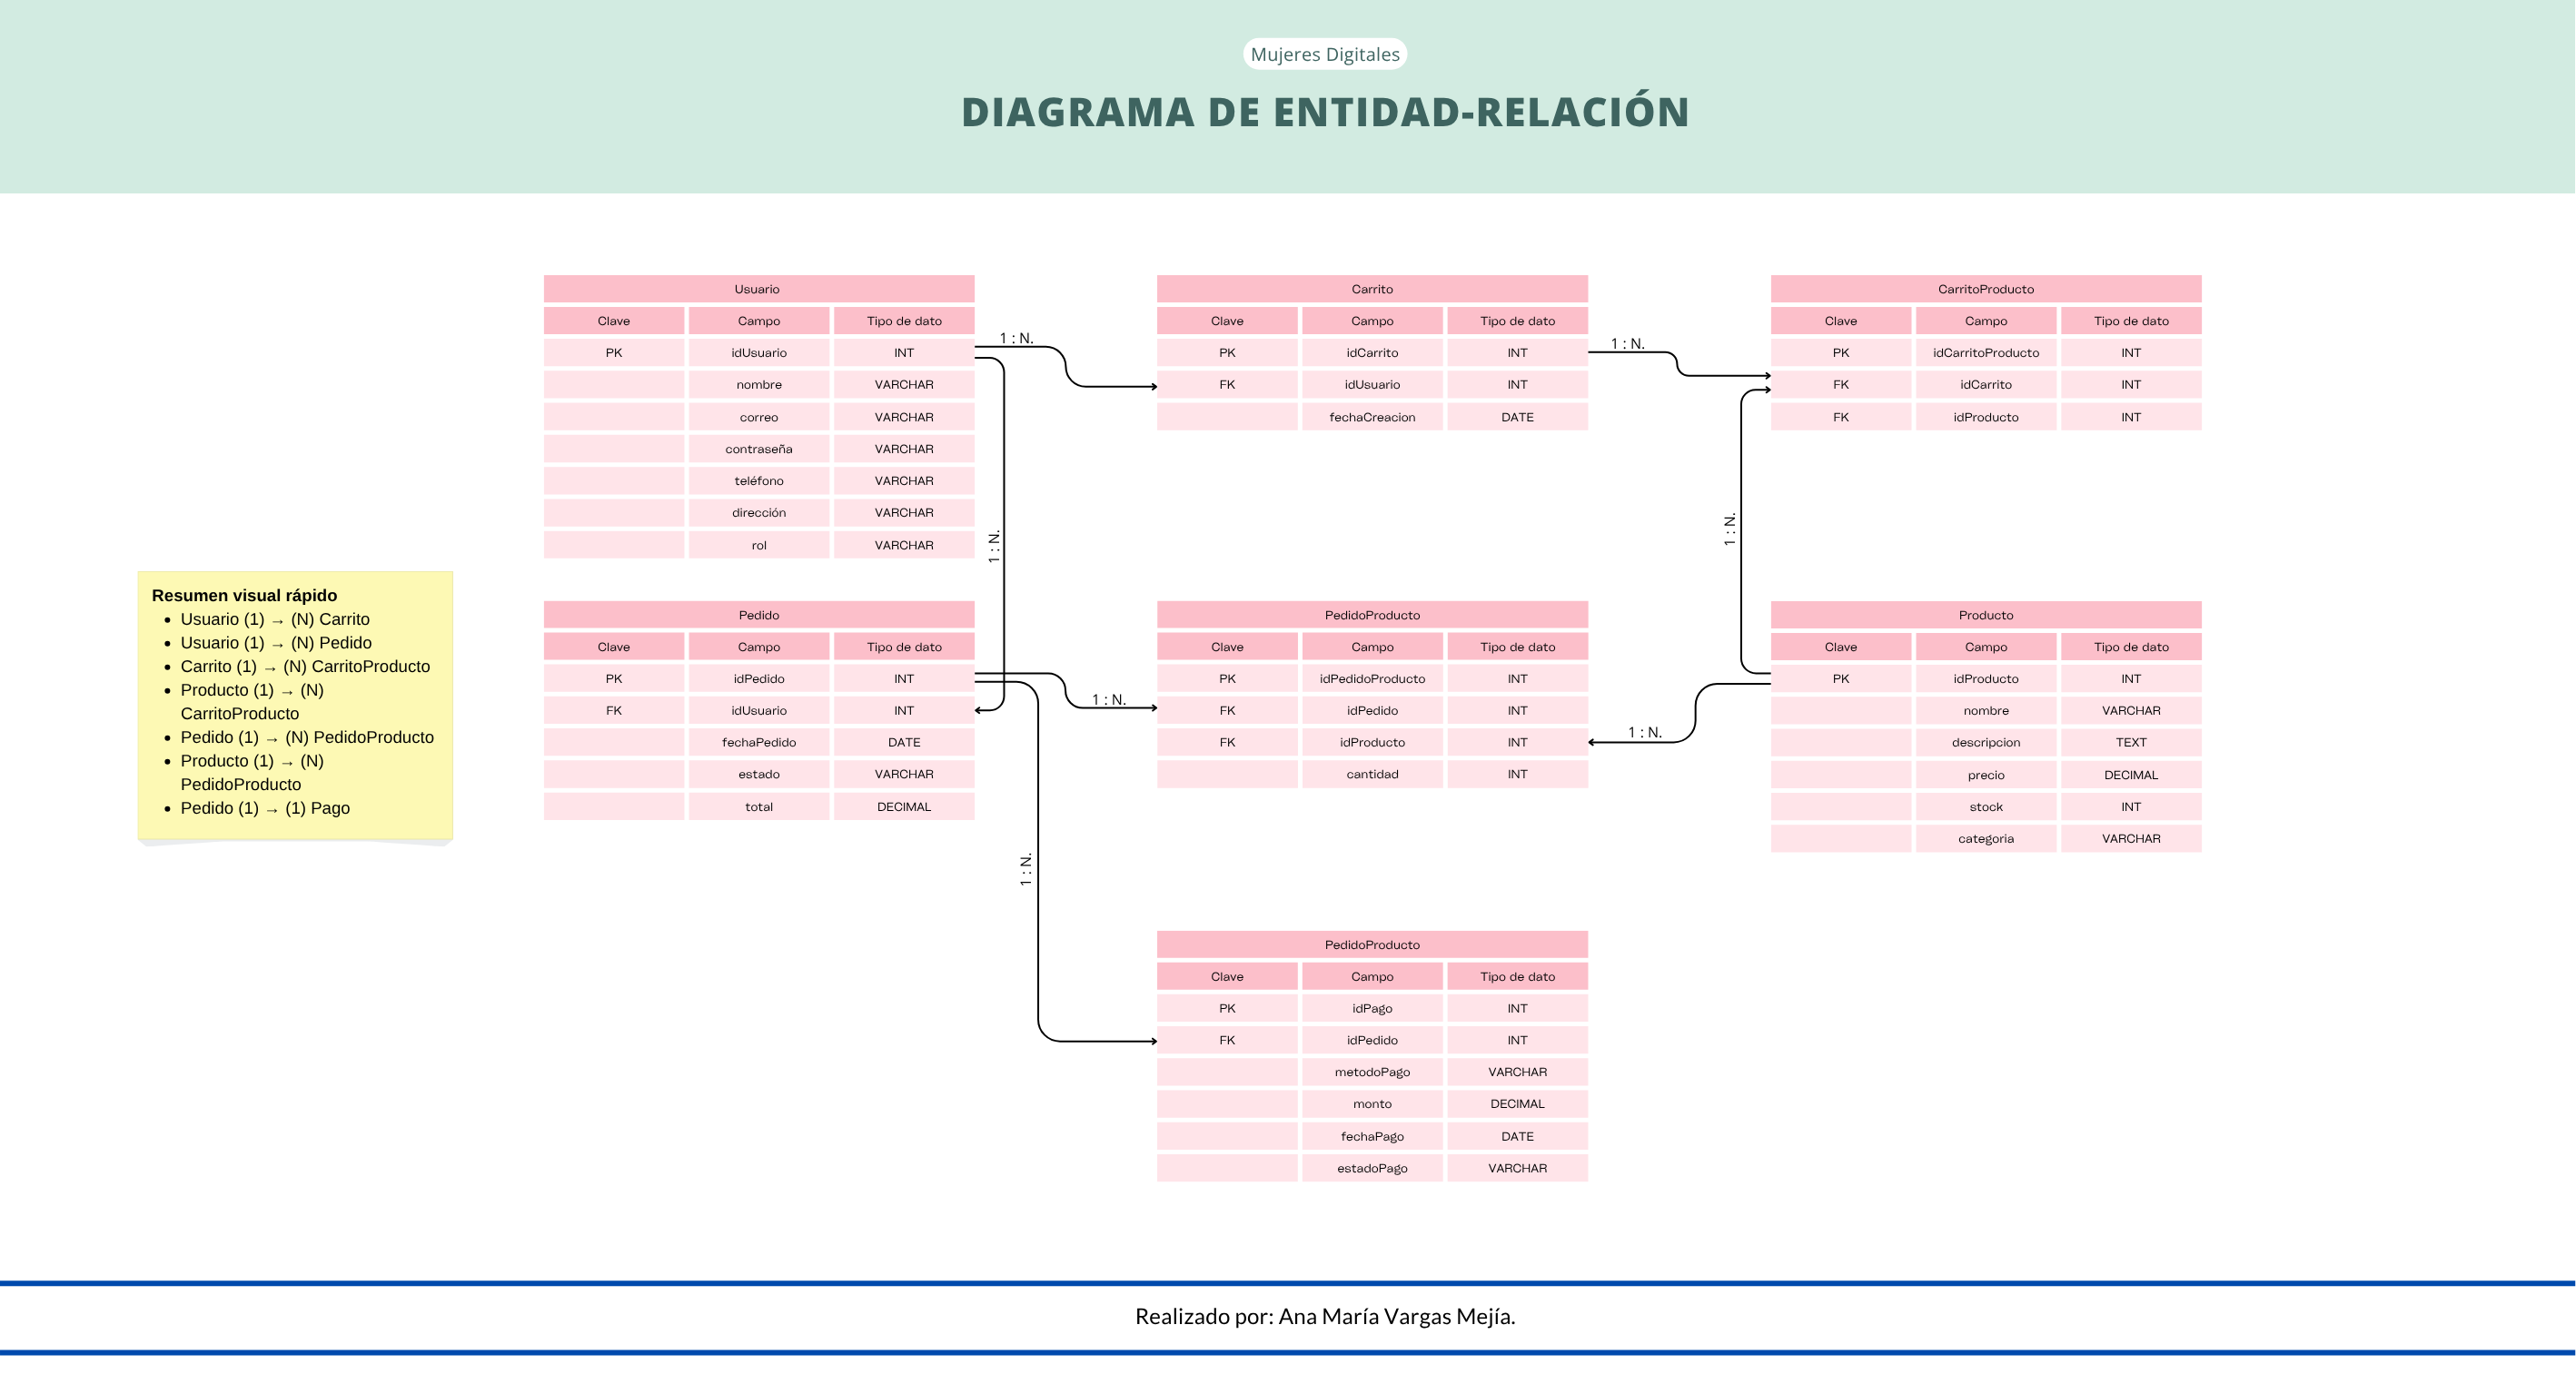 Mujeres Digitales
DIAGRAMA DE ENTIDAD-RELACIÓN
Usuario
Clave Campo Tipo de dato
PK idUsuario INT
nombre VARCHAR
correo VARCHAR
contraseña VARCHAR
teléfono VARCHAR
dirección VARCHAR
rol VARCHAR
1 : N.
1 : N.
Carrito
Clave Campo Tipo de dato
PK idCarrito INT
FK idUsuario INT
fechaCreacion DATE
1 : N.
CarritoProducto
Clave Campo Tipo de dato
PK idCarritoProducto INT
FK idCarrito INT
FK idProducto INT
1 : N.
Resumen visual rápido
• Usuario (1) → (N) Carrito
• Usuario (1) → (N) Pedido
• Carrito (1) → (N) CarritoProducto
• Producto (1) → (N)
CarritoProducto
• Pedido (1) → (N) PedidoProducto
• Producto (1) → (N)
PedidoProducto
• Pedido (1) → (1) Pago
Pedido
Clave Campo Tipo de dato
PK idPedido INT
FK idUsuario INT
fechaPedido DATE
estado VARCHAR
total DECIMAL
1 : N.
1 : N.
PedidoProducto
Clave Campo Tipo de dato
PK idPedidoProducto INT
FK idPedido INT
FK idProducto INT
cantidad INT
1 : N.
Producto
Clave Campo Tipo de dato
PK idProducto INT
nombre VARCHAR
descripcion TEXT
precio DECIMAL
stock INT
categoria VARCHAR
PedidoProducto
Clave Campo Tipo de dato
PK idPago INT
FK idPedido INT
metodoPago VARCHAR
monto DECIMAL
fechaPago DATE
estadoPago VARCHAR
Realizado por: Ana María Vargas Mejía.